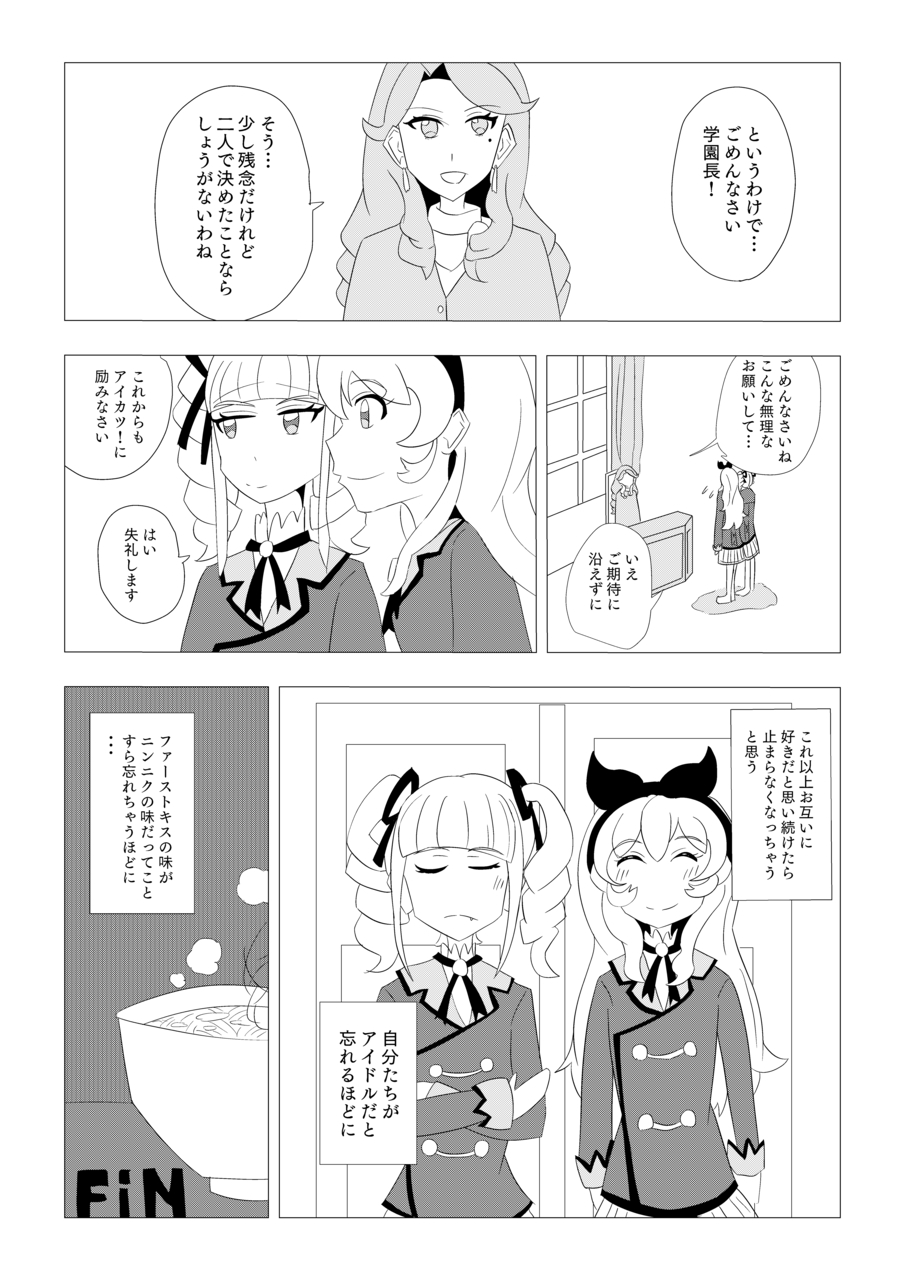 というわけで…
ごめんなさい
学園長！
そう…
少し残念だけれど
二人で決めたことなら
しょうがないわね
ごめんなさいね
こんな無理な
お願いして…
いえ
ご期待に
沿えずに
これからも
アイカツ！に
励みなさい
はい
失礼します
これ以上お互いに
好きだと思い続けたら
止まらなくなっちゃう
と思う
自分たちが
アイドルだと
忘れるほどに
ファーストキスの味が
ニンニクの味だってこと
すら忘れちゃうほどに
…
FiN